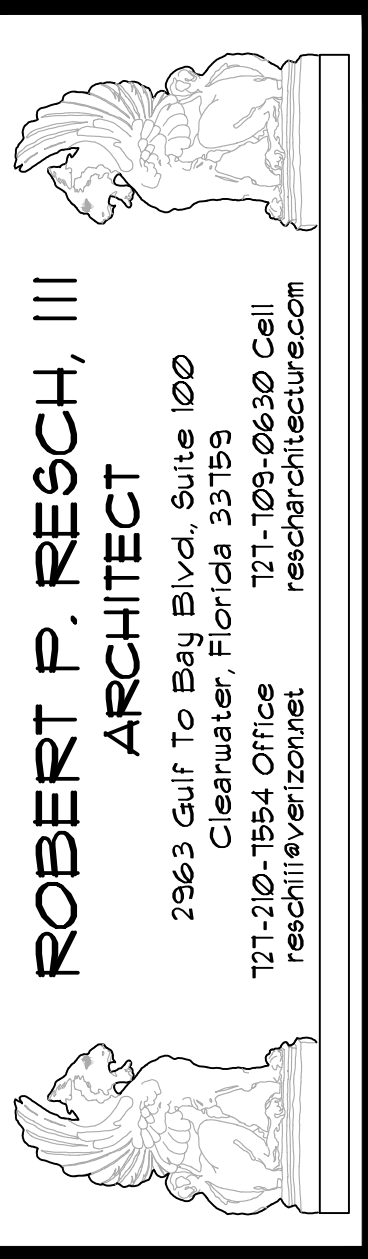 ROBERT P. RESCH, III
ARCHITECT
2963 Gulf To Bay Blvd., Suite 100
Clearwater, Florida 33759
727-210-7554 Office 727-709-0630 Cell
reschiii@verizon.net rescharchitecture.com